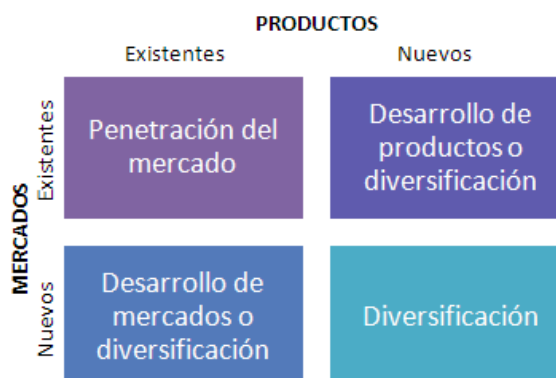 PRODUCTOS
Existentes
Nuevos
MERCADOS
Existentes
Penetración del
mercado
Desarrollo de
productos o
diversificación
Nuevos
Desarrollo de
mercados o
diversificación
Diversificación